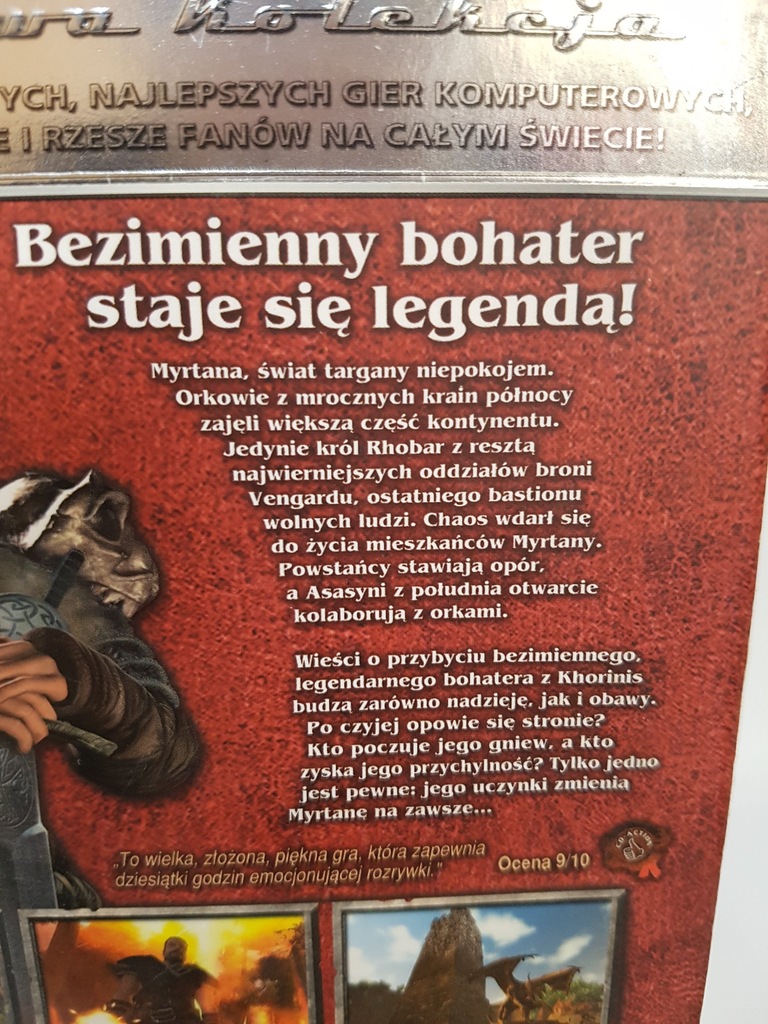 Kolekcja
YCH, NAJLEPSZYCH GIER KOMPUTEROWYCH,
E I RZESZE FANÓW NA CAŁYM ŚWIECIE!
Bezimienny bohater
staje się legendą!
Myrtana, świat targany niepokojem.
Orkowie z mrocznych krain północy
zajęli większą część kontynentu.
Jedynie król Rhobar z resztą
najwierniejszych oddziałów broni
Vengardu, ostatniego bastionu
wolnych ludzi. Chaos wdarł się
do życia mieszkańców Myrtany.
Powstańcy stawiają opór,
a Asasyni z południa otwarcie
kolaborują z orkami.
Wieści o przybyciu bezimiennego,
legendarnego bohatera z Khorinis
budzą zarówno nadzieję, jak i obawy.
Po czyjej opowie się stronie?
Kto poczuje jego gniew, a kto
zyska jego przychylność? Tylko jedno
jest pewne: jego uczynki zmienią
Myrtanę na zawsze...
„To wielka, złożona, piękna gra, która zapewnia
dziesiątki godzin emocjonującej rozrywki."
Ocena 9/10
CD-ACTION